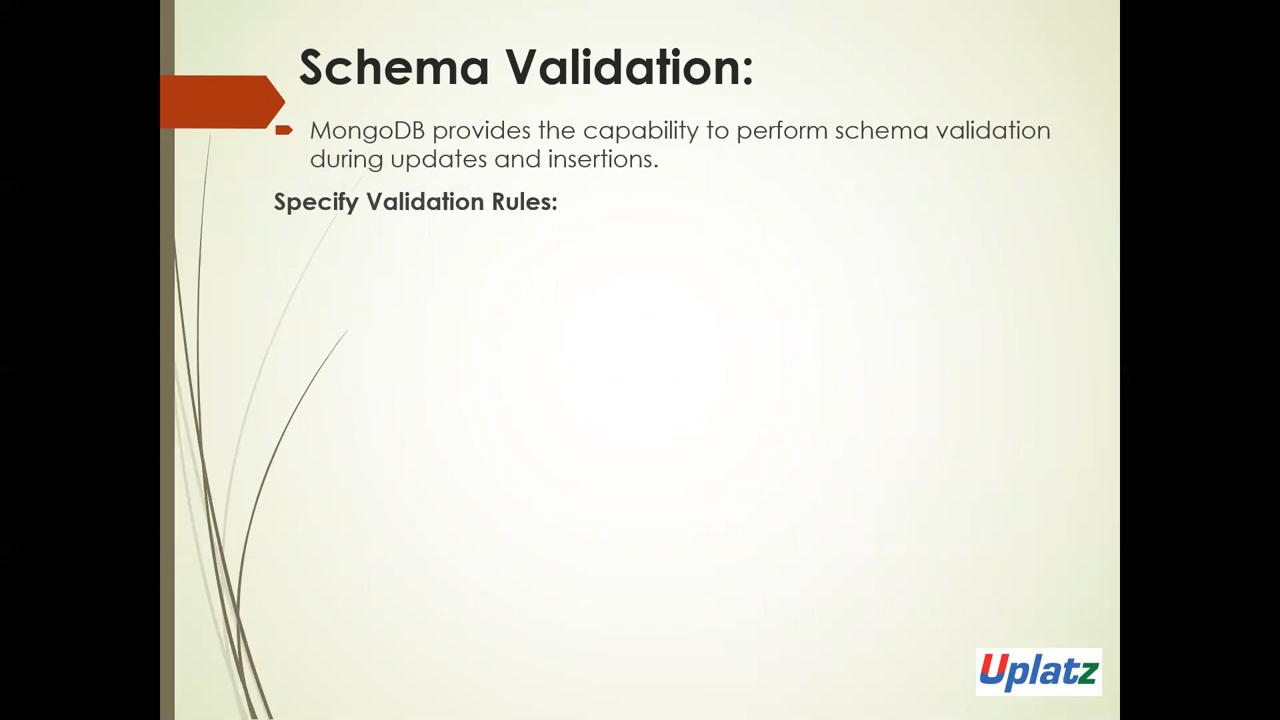 Schema Validation:
MongoDB provides the capability to perform schema validation
during updates and insertions.
Specify Validation Rules:
Uplatz